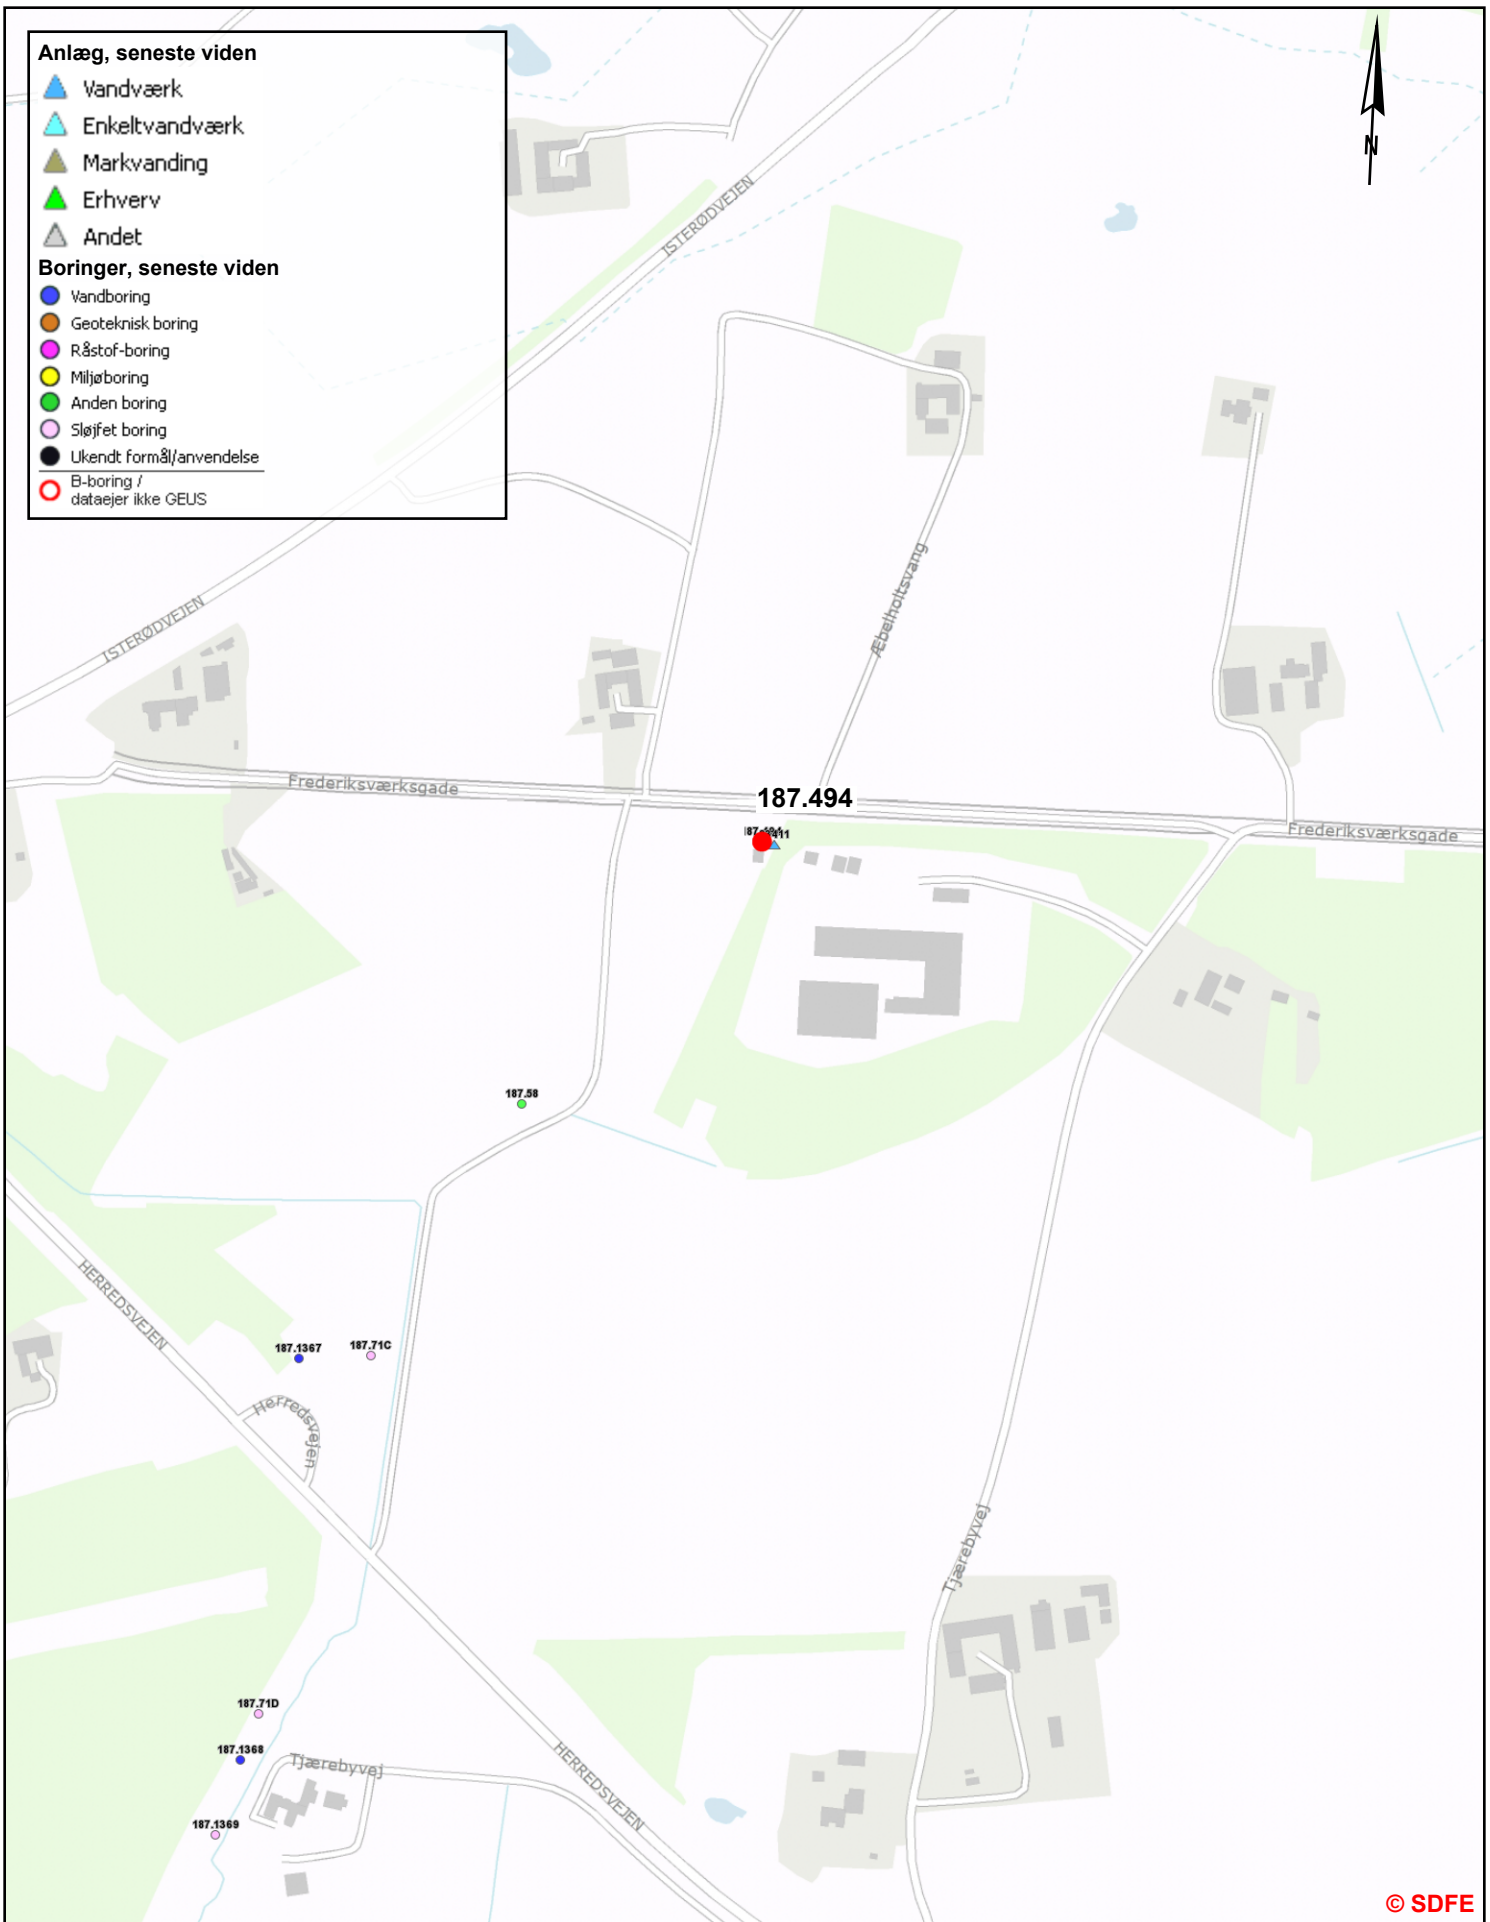 Anlæg, seneste viden
Vandværk
Enkeltvandværk
Markvanding
Erhverv
Andet
Boringer, seneste viden
Vandboring
Geoteknisk boring
Råstof-boring
Miljøboring
Anden boring
Sløjfet boring
Ukendt formål/anvendelse
B-boring /
dataejer ikke GEUS
N
ISTERØDVEJEN
Æbelholtsvang
ISTERØDVEJEN
Frederiksværksgade
187.494
Frederiksværksgade
187.58
HERREDSVEJEN
187.1367
187.71C
Herredsvejen
Tjærebyvej
187.71D
187.1368
Tjærebyvej
HERREDSVEJEN
187.1369
© SDFE